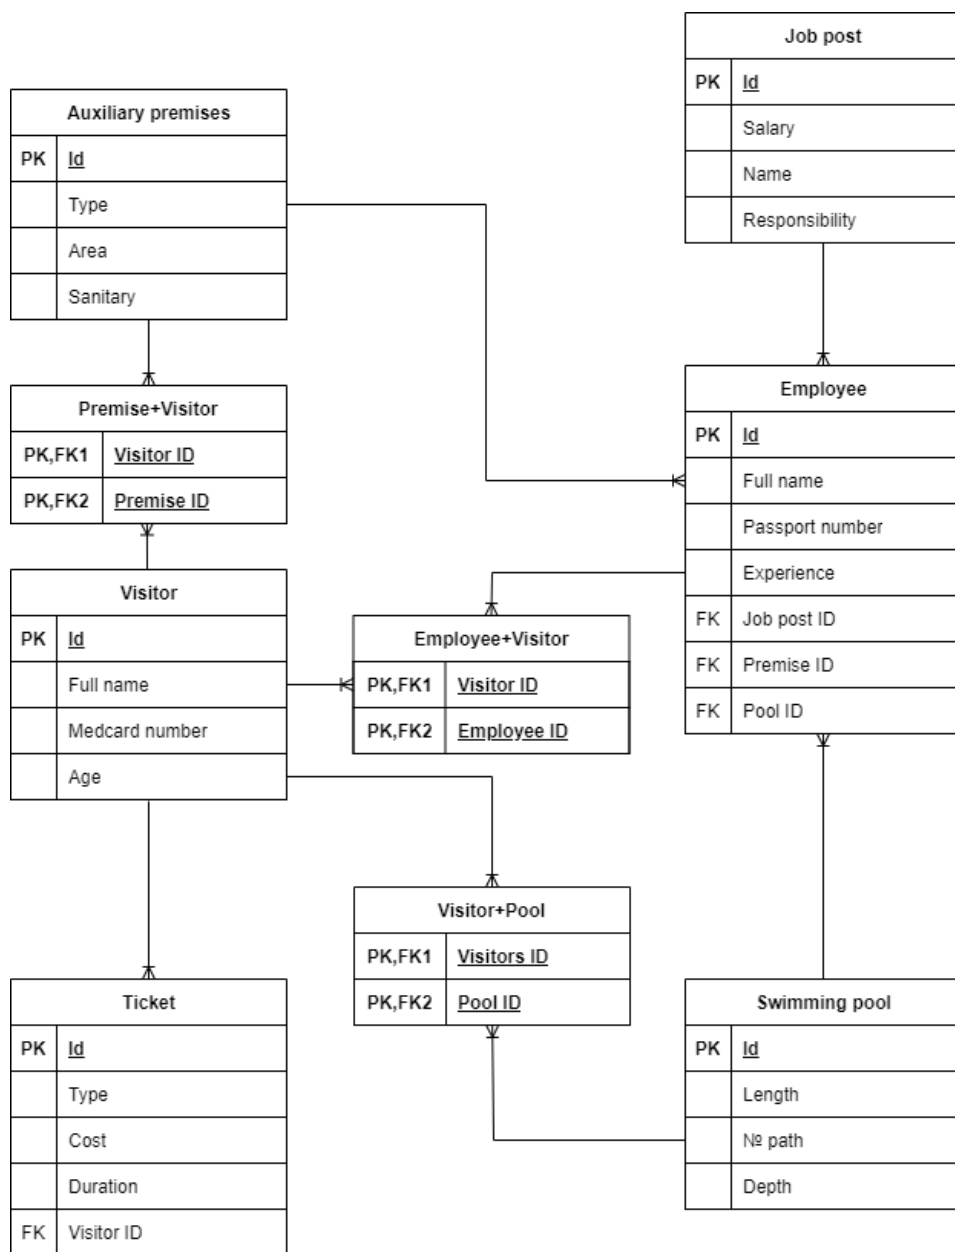 Job post
PK Id
Salary
Name
Responsibility
Auxiliary premises
PK Id
Type
Area
Sanitary
Premise+Visitor
PK,FK1 Visitor ID
PK,FK2 Premise ID
Employee
PK Id
Full name
Passport number
Experience
FK Job post ID
FK Premise ID
FK Pool ID
Visitor
PK Id
Full name
Medcard number
Age
Employee+Visitor
PK,FK1 Visitor ID
PK,FK2 Employee ID
Visitor+Pool
PK,FK1 Visitors ID
PK,FK2 Pool ID
Ticket
PK Id
Type
Cost
Duration
FK Visitor ID
Swimming pool
PK Id
Length
№ path
Depth